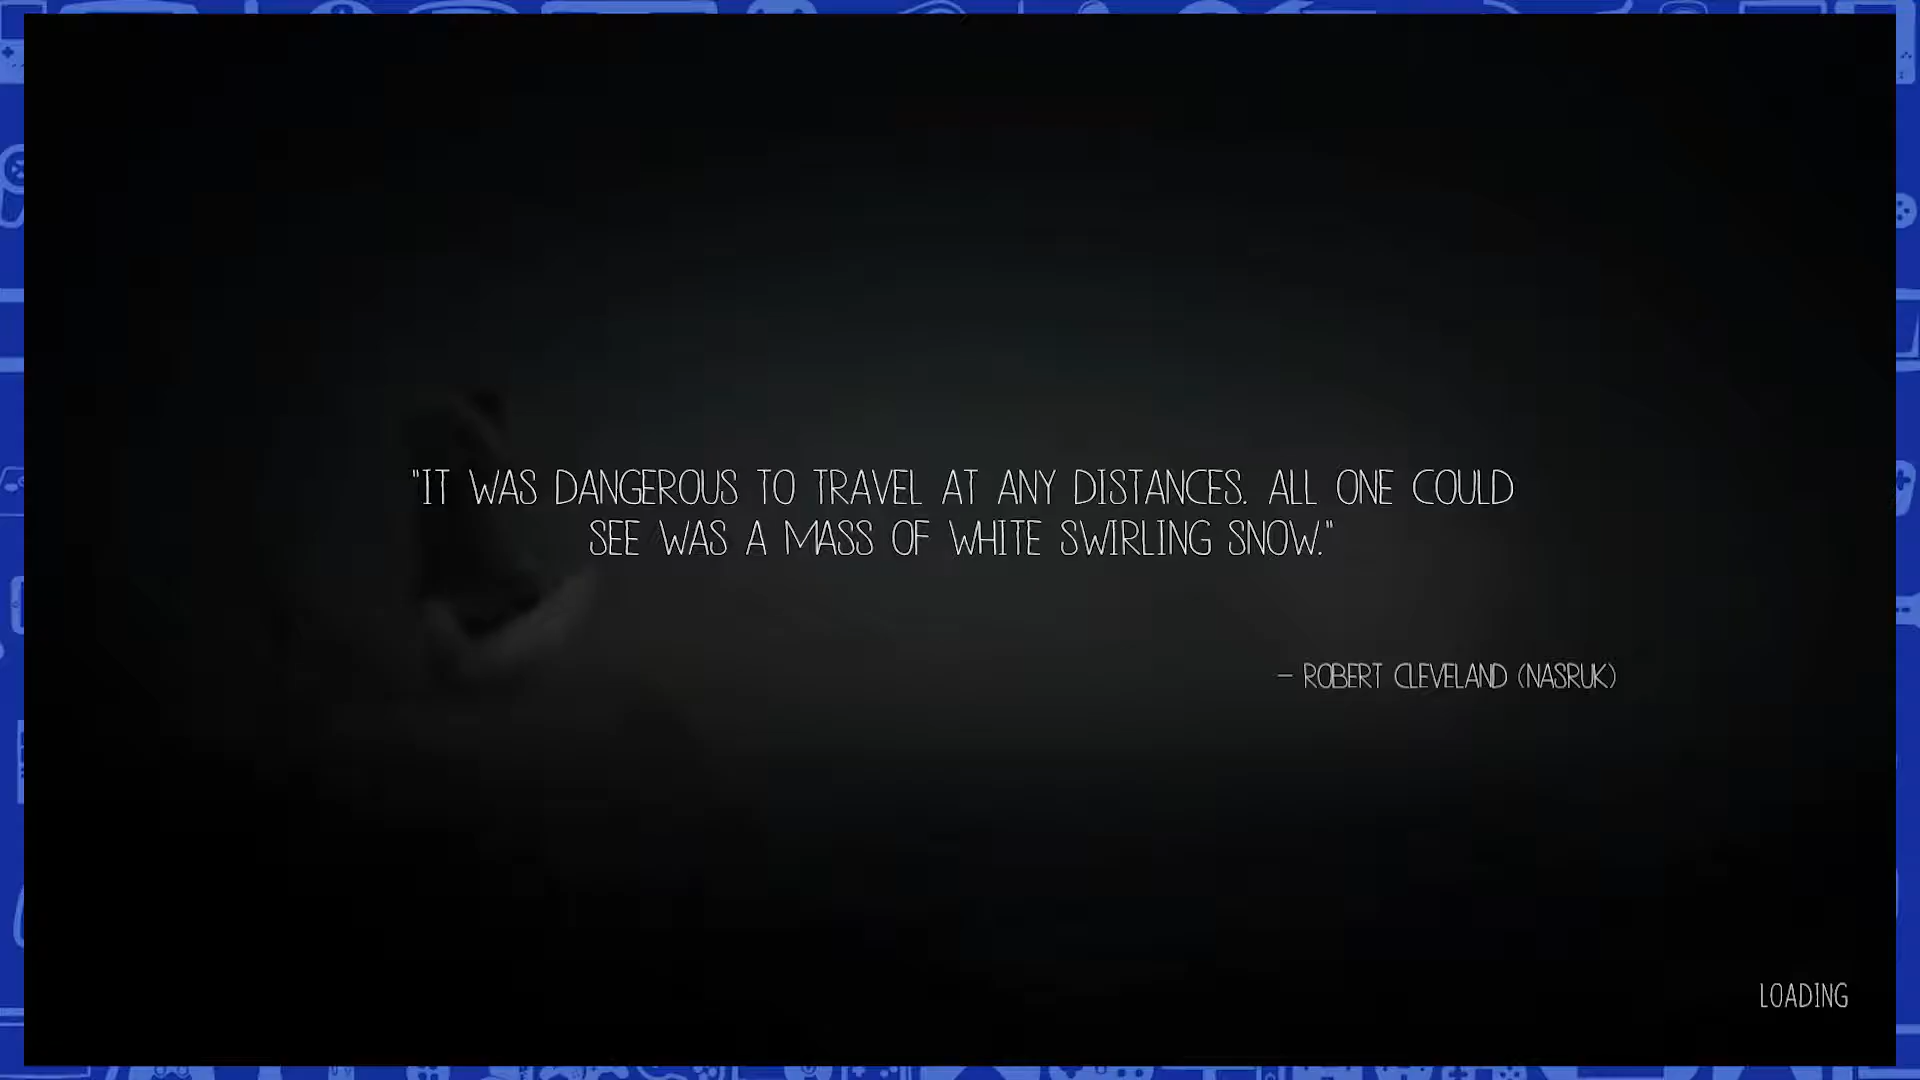 "IT WAS DANGEROUS TO TRAVEL AT ANY DISTANCES. ALL ONE COULD
SEE WAS A MASS OF WHITE SWIRLING SNOW."
– ROBERT CLEVELAND (NASRUK)
LOADING